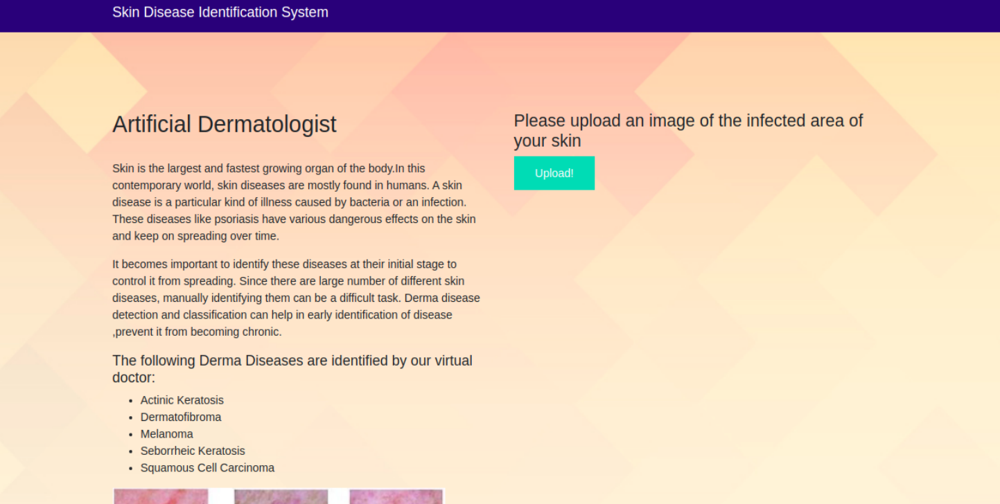 Skin Disease Identification System
Artificial Dermatologist
Skin is the largest and fastest growing organ of the body.In this
contemporary world, skin diseases are mostly found in humans. A skin
disease is a particular kind of illness caused by bacteria or an infection.
These diseases like psoriasis have various dangerous effects on the skin
and keep on spreading over time.
It becomes important to identify these diseases at their initial stage to
control it from spreading. Since there are large number of different skin
diseases, manually identifying them can be a difficult task. Derma disease
detection and classification can help in early identification of disease
,prevent it from becoming chronic.
The following Derma Diseases are identified by our virtual
doctor:
• Actinic Keratosis
• Dermatofibroma
• Melanoma
• Seborrheic Keratosis
• Squamous Cell Carcinoma
Please upload an image of the infected area of
your skin
Upload!